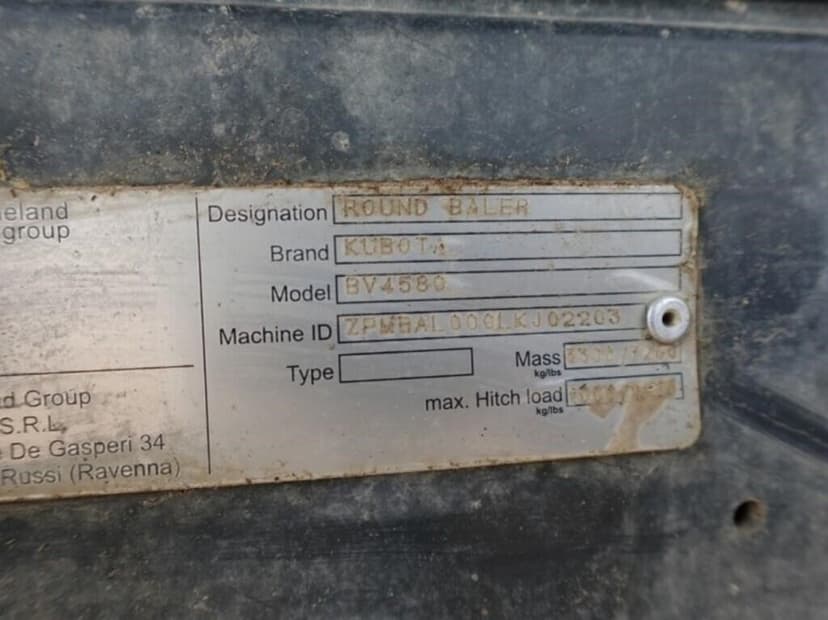 eland
group
d Group
S.R.L.
De Gasperi 34
Russi (Ravenna)
Designation ROUND BALER
Brand KUBOTA
Model BV4580
Machine ID ZPMBAL000LKJ02203
Type
Mass
kg/lbs
max. Hitch load
kg/lbs